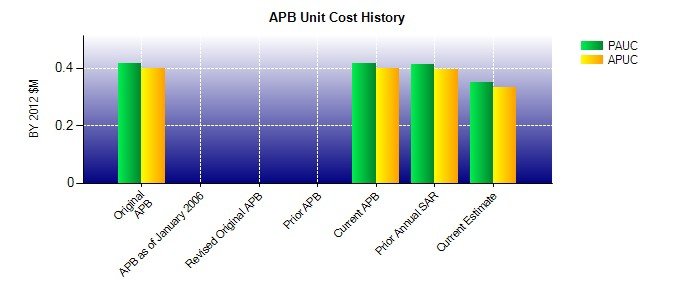 APB Unit Cost History
PAUC
APUC
BY 2012 $M
0.4
0.2
0
Original
APB
APB as of January 2006
Revised Original APB
Prior APB
Current APB
Prior Annual SAR
Current Estimate